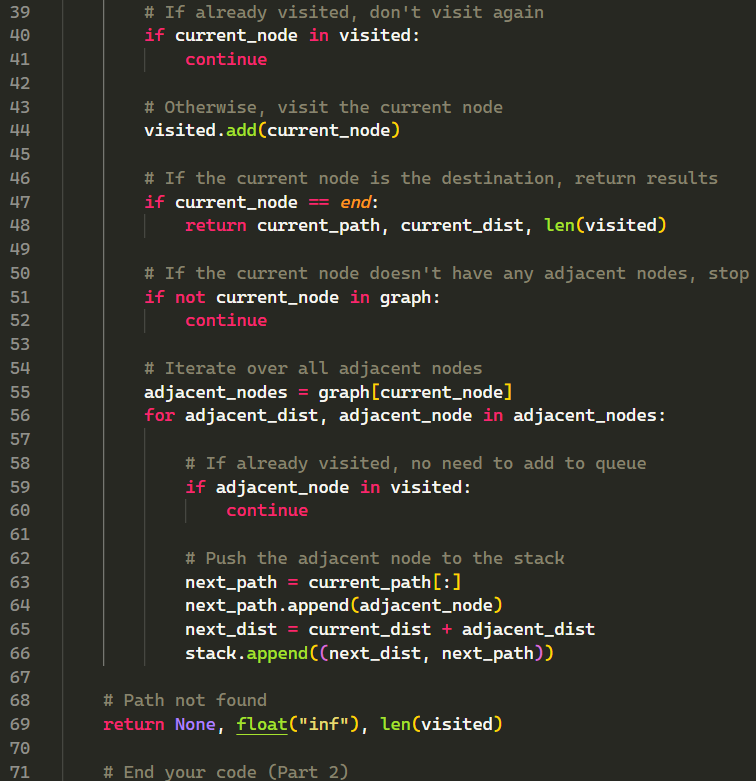 39 # If already visited, don't visit again
40 if current_node in visited:
41 continue
42
43 # Otherwise, visit the current node
44 visited.add(current_node)
45
46 # If the current node is the destination, return results
47 if current_node == end:
48 return current_path, current_dist, len(visited)
49
50 # If the current node doesn't have any adjacent nodes, stop
51 if not current_node in graph:
52 continue
53
54 # Iterate over all adjacent nodes
55 adjacent_nodes = graph[current_node]
56 for adjacent_dist, adjacent_node in adjacent_nodes:
57
58 # If already visited, no need to add to queue
59 if adjacent_node in visited:
60 continue
61
62 # Push the adjacent node to the stack
63 next_path = current_path[:]
64 next_path.append(adjacent_node)
65 next_dist = current_dist + adjacent_dist
66 stack.append((next_dist, next_path))
67
68 # Path not found
69 return None, float("inf"), len(visited)
70
71 # End your code (Part 2)